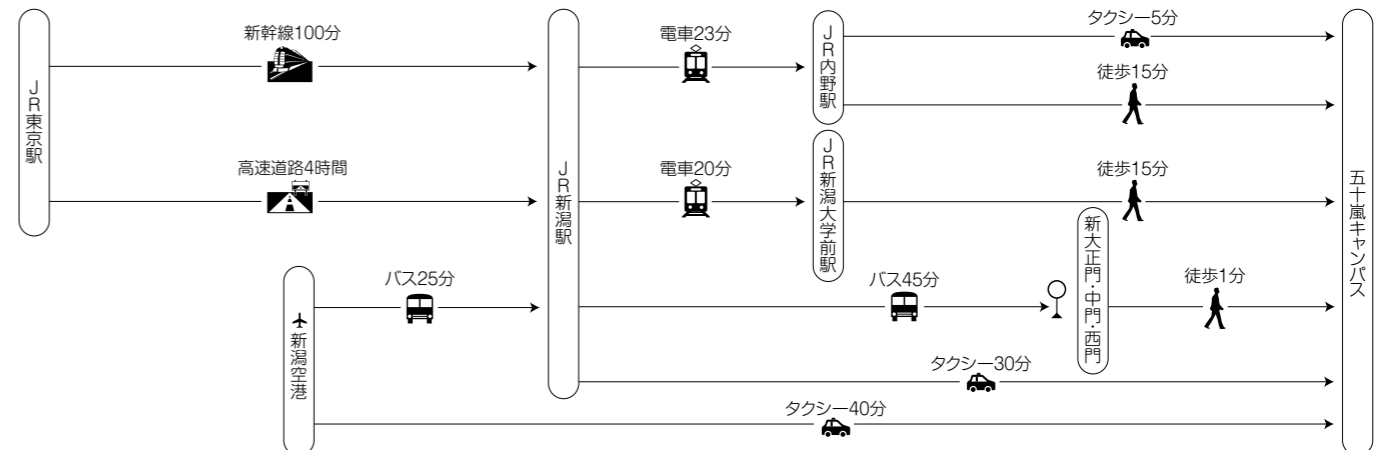 JR東京駅
新幹線100分
高速道路4時間
新潟空港
バス25分
JR新潟駅
電車23分
JR内野駅
タクシー5分
徒歩15分
電車20分
JR新潟大学前駅
徒歩15分
バス45分
新大正門・中門・西門
徒歩1分
タクシー30分
タクシー40分
五十嵐キャンパス